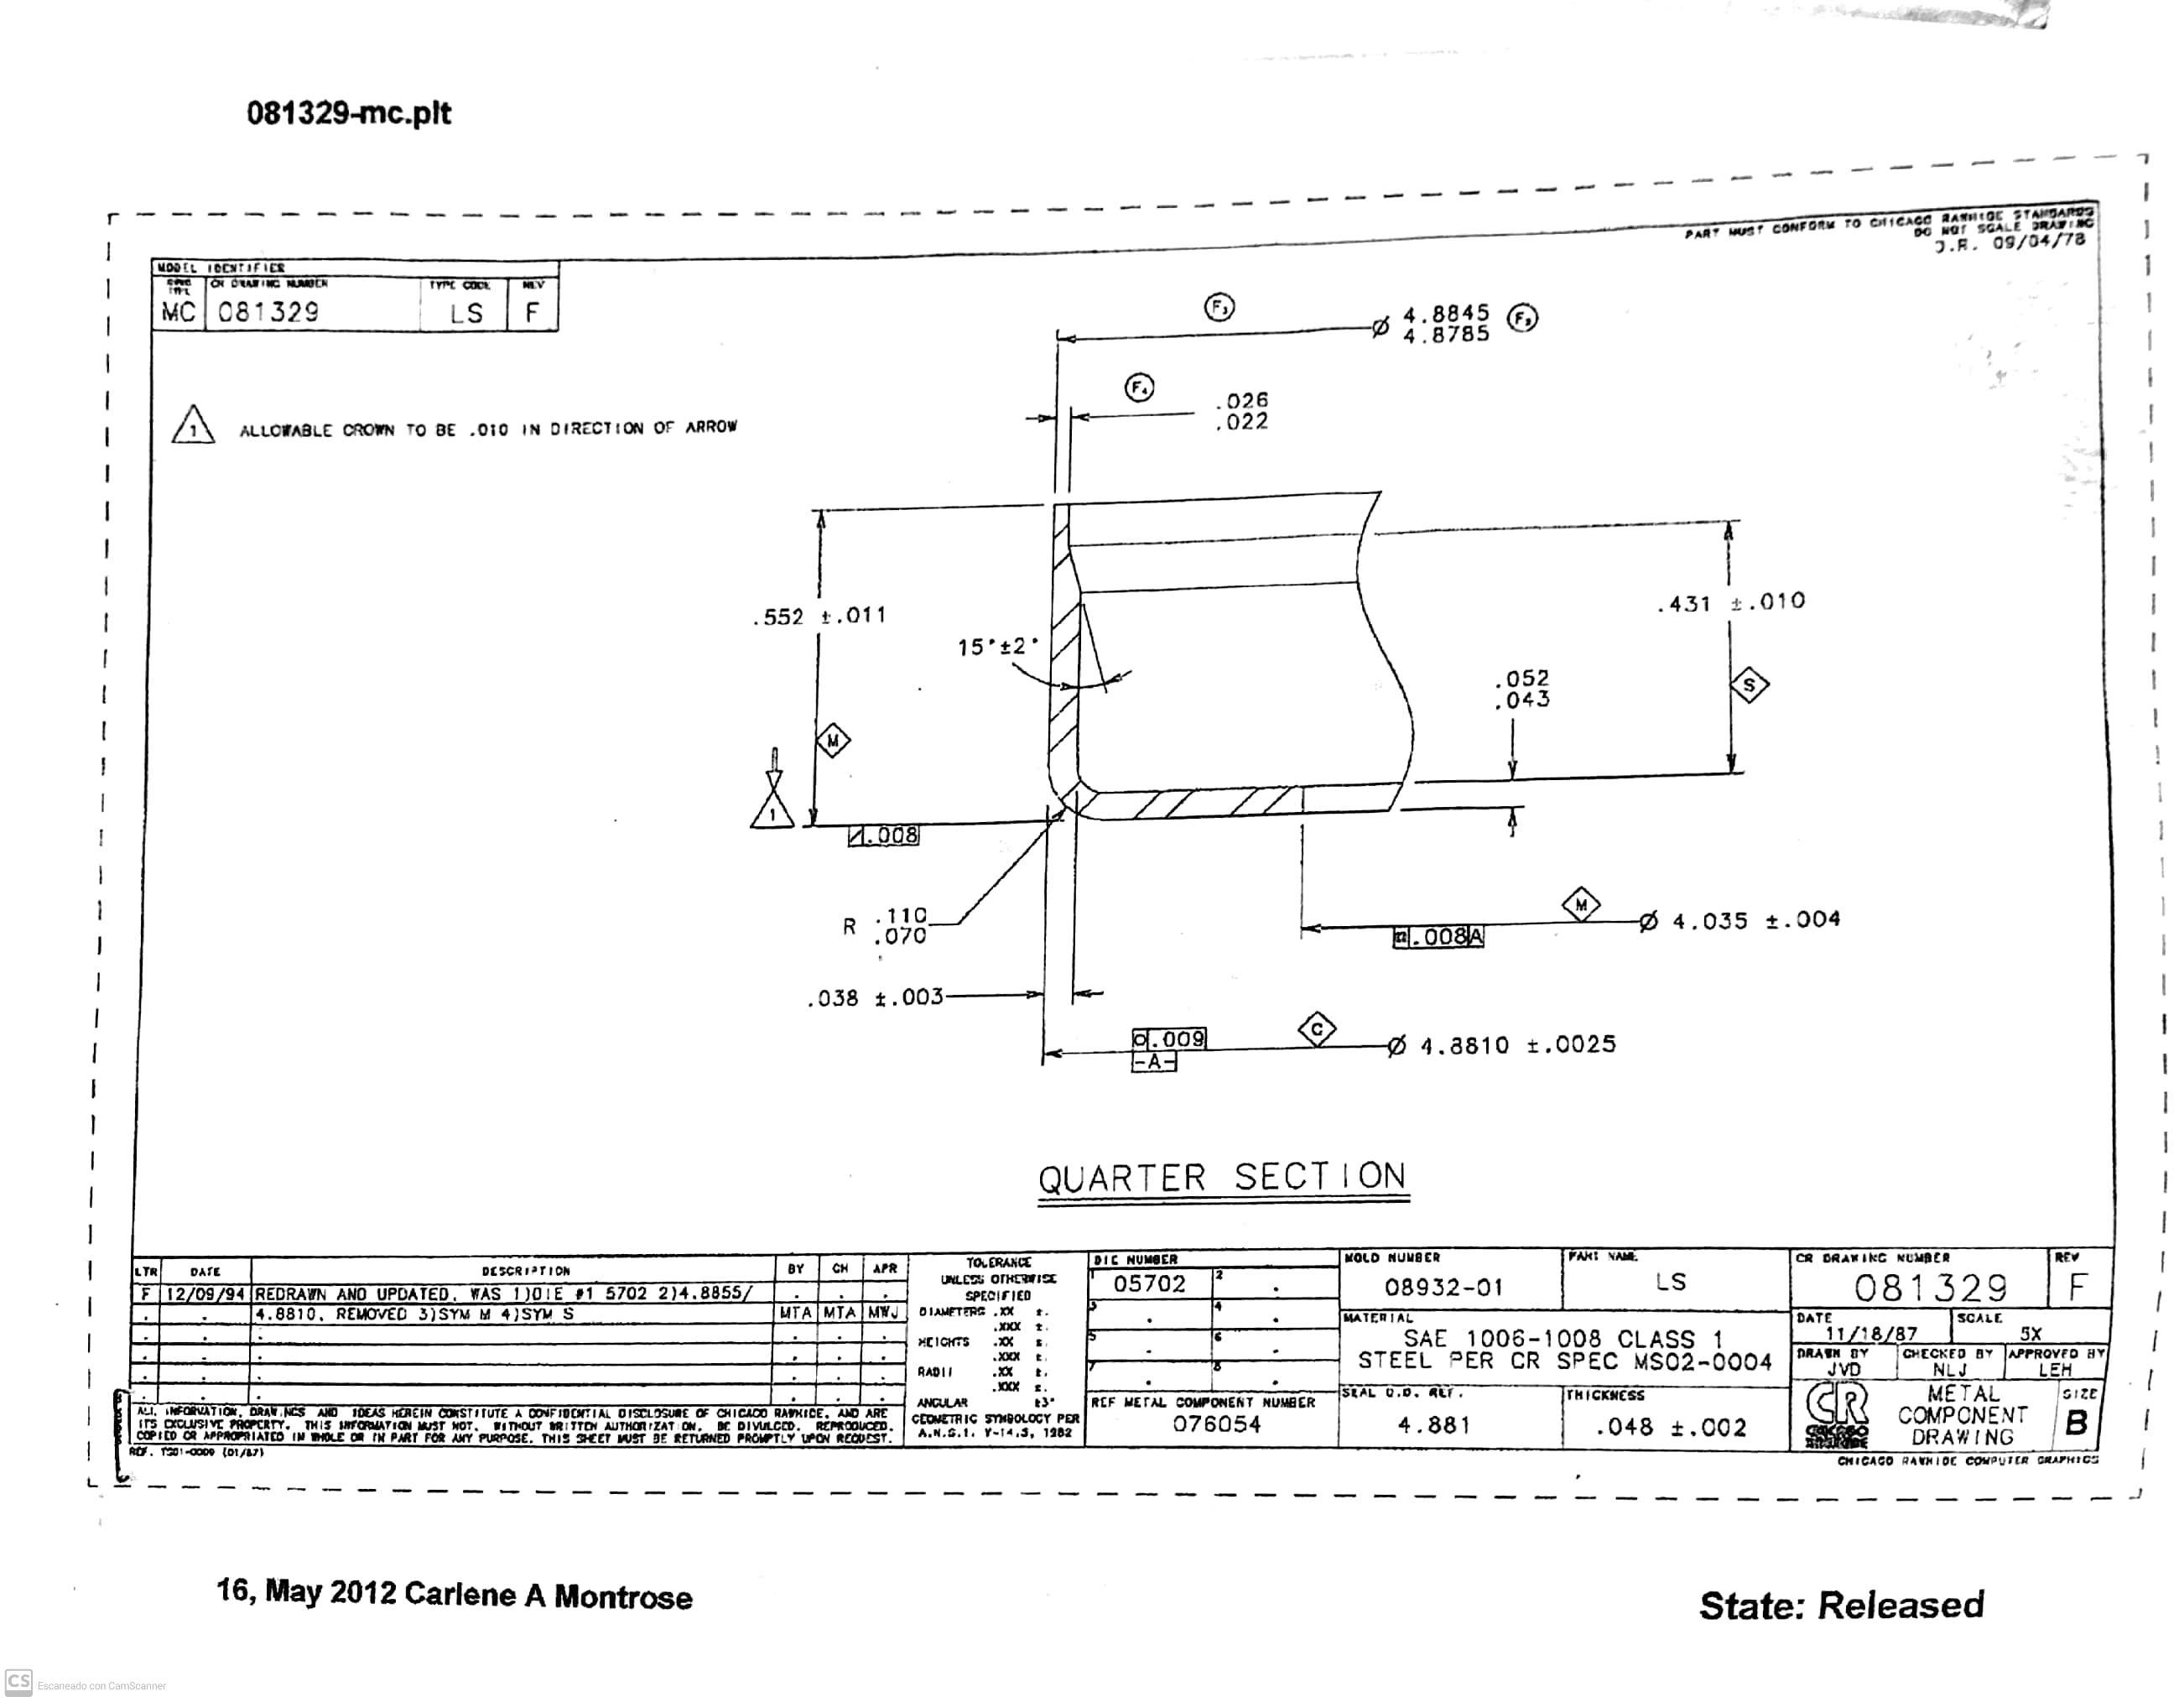 081329-mc.plt
PART MUST CONFORM TO CHICAGO RAWHIDE STANDARDS
DO NOT SCALE DRAWING
J.R. 09/04/78
MODEL IDENTIFIER
CR DRAWING NUMBER TYPE CODE REV
MC 081329 LS F
F3
Ø 4.8845 F2
4.8785
F4
.026
.022
1 ALLOWABLE CROWN TO BE .010 IN DIRECTION OF ARROW
.552 ±.011
.431 ±.010
15°±2°
.052
.043
S
M
1
.008
R .110
.070
M
Ø 4.035 ±.004
.008 A
.038 ±.003
.009
-A-
C
Ø 4.8810 ±.0025
QUARTER SECTION
LTR DATE DESCRIPTION BY CH APR
F 12/09/94 REDRAWN AND UPDATED. WAS 1)DIE #1 5702 2)4.8855/
4.8810, REMOVED 3)SYM M 4)SYM S MTA MTA MWJ
ALL INFORMATION, DRAWINGS AND IDEAS HEREIN CONSTITUTE A CONFIDENTIAL DISCLOSURE OF CHICAGO RAWHIDE, AND ARE
ITS EXCLUSIVE PROPERTY. THIS INFORMATION MUST NOT, WITHOUT WRITTEN AUTHORIZATION, BE DIVULGED, REPRODUCED,
COPIED OR APPROPRIATED IN WHOLE OR IN PART FOR ANY PURPOSE. THIS SHEET MUST BE RETURNED PROMPTLY UPON REQUEST.
REF. TS01-0009 (01/87)
TOLERANCE
UNLESS OTHERWISE
SPECIFIED
DIAMETERS .XX ±.
.XXX ±.
HEIGHTS .XX ±.
.XXX ±.
RADII .XX ±.
.XXX ±.
ANGULAR ±3°
GEOMETRIC SYMBOLOGY PER
A.N.S.I. Y-14.5, 1982
DIE NUMBER
1 05702 2
3 4
5 6
7 8
REF METAL COMPONENT NUMBER
076054
MOLD NUMBER
08932-01
PART NAME
LS
MATERIAL
SAE 1006-1008 CLASS 1
STEEL PER CR SPEC MS02-0004
SEAL O.D. REF.
4.881
THICKNESS
.048 ±.002
CR DRAWING NUMBER REV
081329 F
DATE SCALE
11/18/87 5X
DRAWN BY CHECKED BY APPROVED BY
JVD NLJ LEH
CR
CHICAGO
RAWHIDE
METAL
COMPONENT
DRAWING
SIZE
B
CHICAGO RAWHIDE COMPUTER GRAPHICS
16, May 2012 Carlene A Montrose
State: Released
CS Escaneado con CamScanner